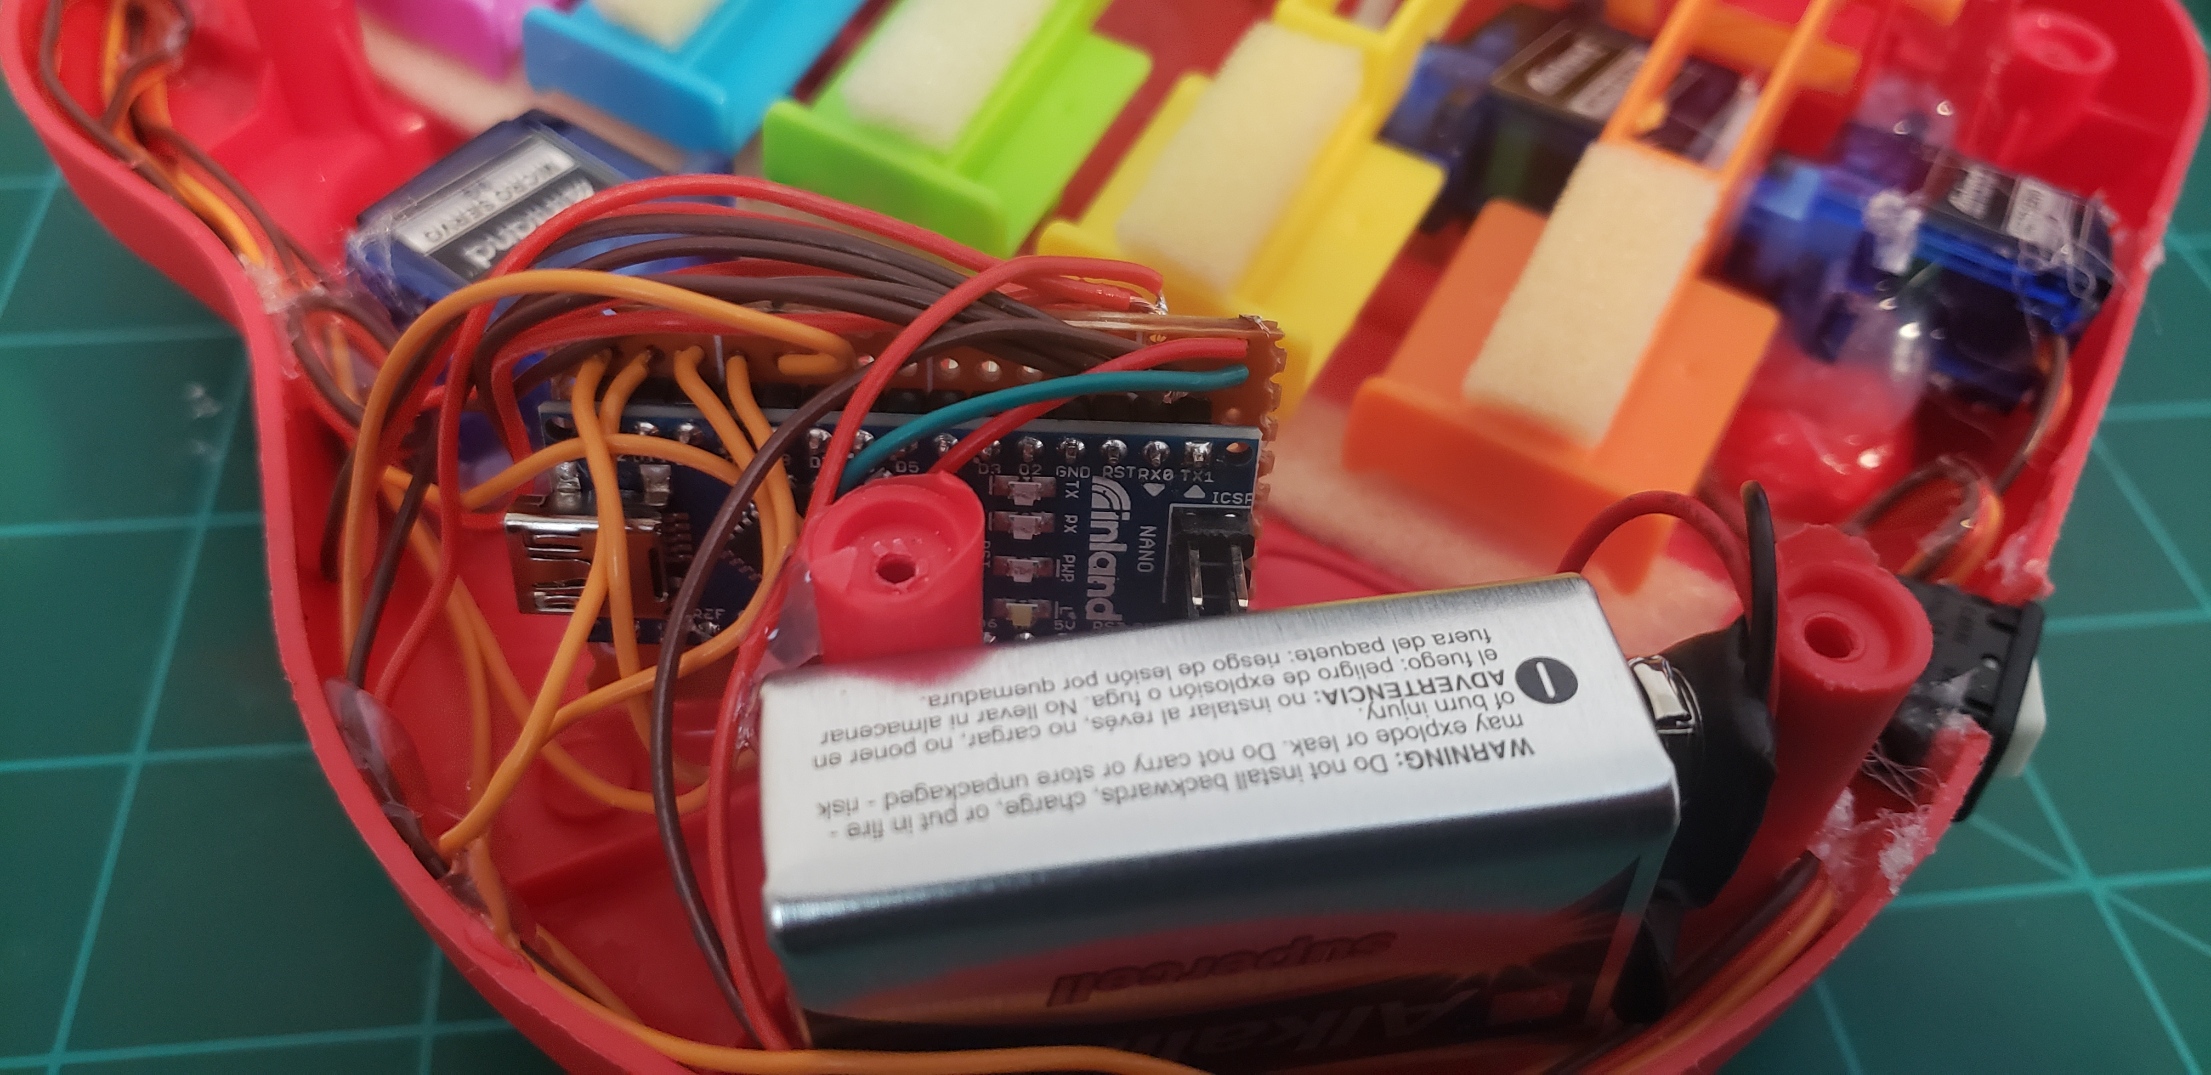 MICRO SERVO
inland
D5
D3
D2
GND
RST
RX0
TX1
ICSP
TX
RX
PWR
L
5V
REF
inland
NANO
WARNING: Do not install backwards, charge, or put in fire -
may explode or leak. Do not carry or store unpackaged - risk
of burn injury.
ADVERTENCIA: no instalar al revés, no cargar, no poner en
el fuego: peligro de explosión o fuga. No llevar ni almacenar
fuera del paquete: riesgo de lesión por quemadura.
supercell